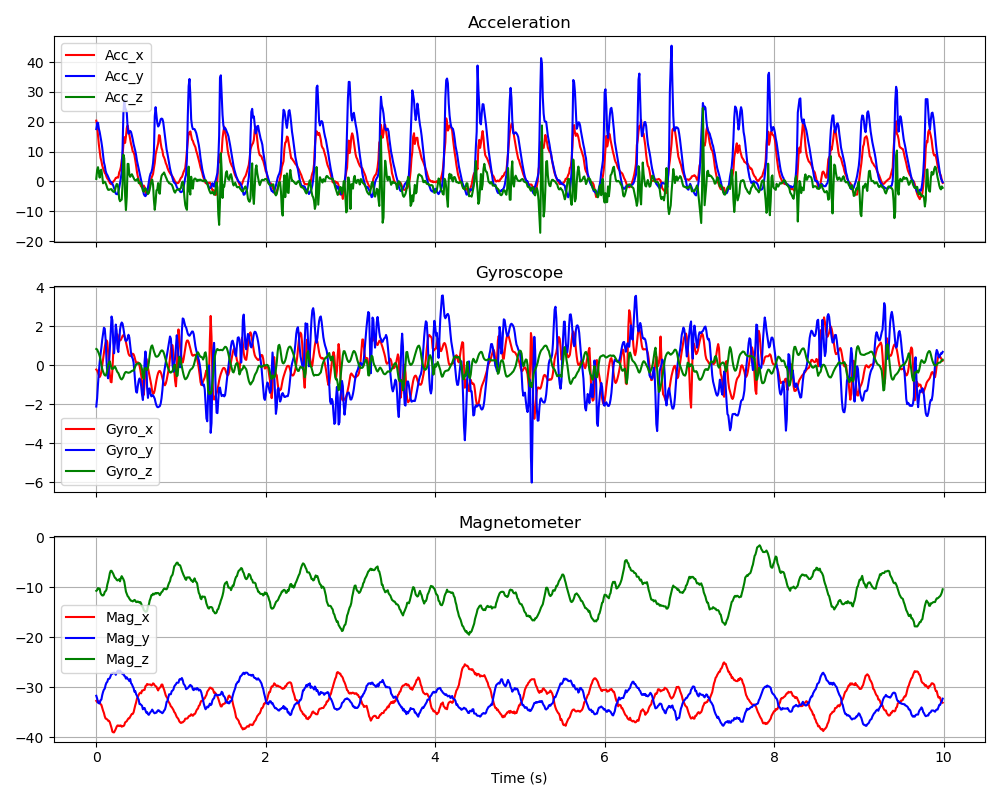 Acceleration
Acc_x
Acc_y
Acc_z
40
30
20
10
0
−10
−20
Gyroscope
4
2
0
−2
−4
−6
Gyro_x
Gyro_y
Gyro_z
Magnetometer
0
−10
−20
−30
−40
Mag_x
Mag_y
Mag_z
0 2 4 6 8 10
Time (s)